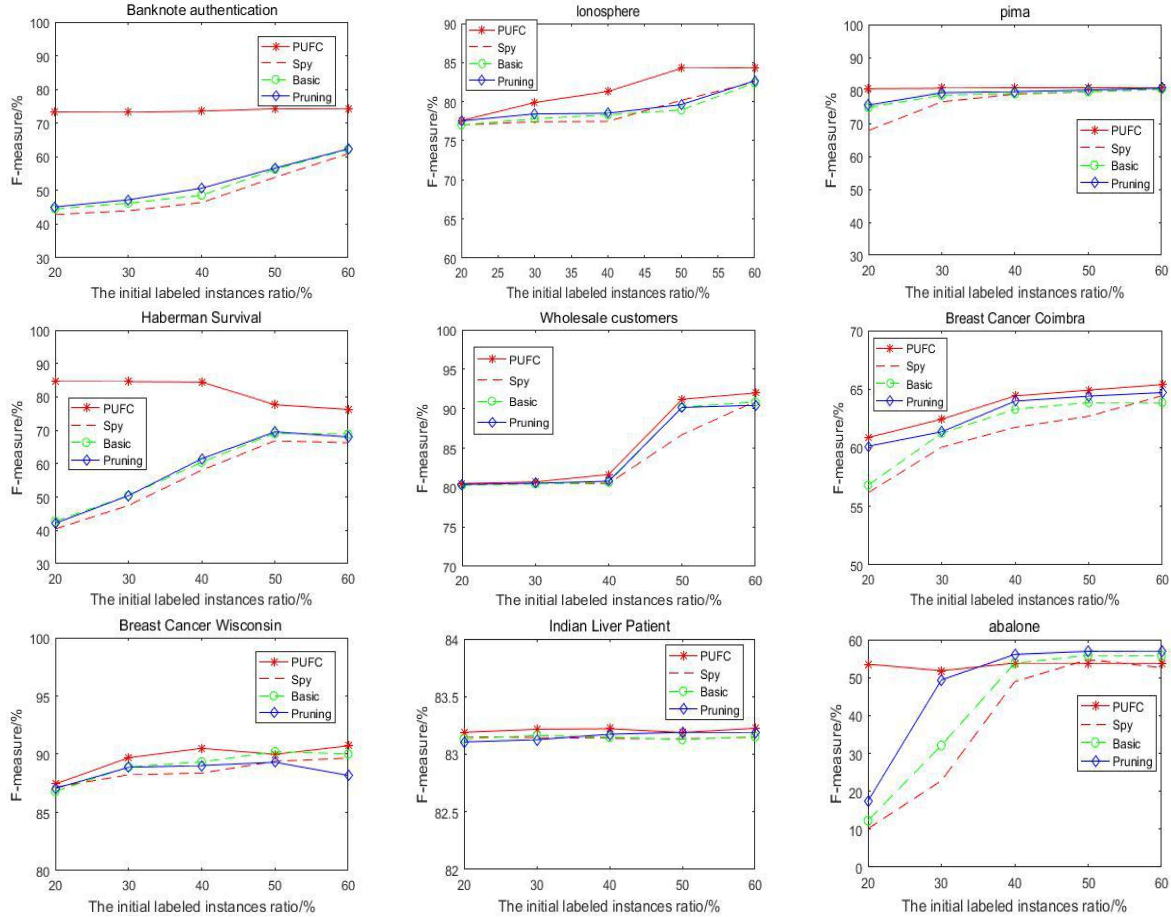 Banknote authentication
100
90
80
70
60
50
40
30
F-measure/%
PUFC
Spy
Basic
Pruning
20 30 40 50 60
The initial labeled instances ratio/%
Ionosphere
90
85
80
75
70
65
60
F-measure/%
PUFC
Spy
Basic
Pruning
20 25 30 35 40 45 50 55 60
The initial labeled instances ratio/%
pima
100
90
80
70
60
50
40
30
F-measure/%
PUFC
Spy
Basic
Pruning
20 30 40 50 60
The initial labeled instances ratio/%
Haberman Survival
100
90
80
70
60
50
40
30
F-measure/%
PUFC
Spy
Basic
Pruning
20 30 40 50 60
The initial labeled instances ratio/%
Wholesale customers
100
95
90
85
80
75
70
F-measure/%
PUFC
Spy
Basic
Pruning
20 30 40 50 60
The initial labeled instances ratio/%
Breast Cancer Coimbra
70
65
60
55
50
F-measure/%
PUFC
Spy
Basic
Pruning
20 30 40 50 60
The initial labeled instances ratio/%
Breast Cancer Wisconsin
100
95
90
85
80
F-measure/%
PUFC
Spy
Basic
Pruning
20 30 40 50 60
The initial labeled instances ratio/%
Indian Liver Patient
84
83.5
83
82.5
82
F-measure/%
PUFC
Spy
Basic
Pruning
20 30 40 50 60
The initial labeled instances ratio/%
abalone
60
50
40
30
20
10
0
F-measure/%
PUFC
Spy
Basic
Pruning
20 30 40 50 60
The initial labeled instances ratio/%